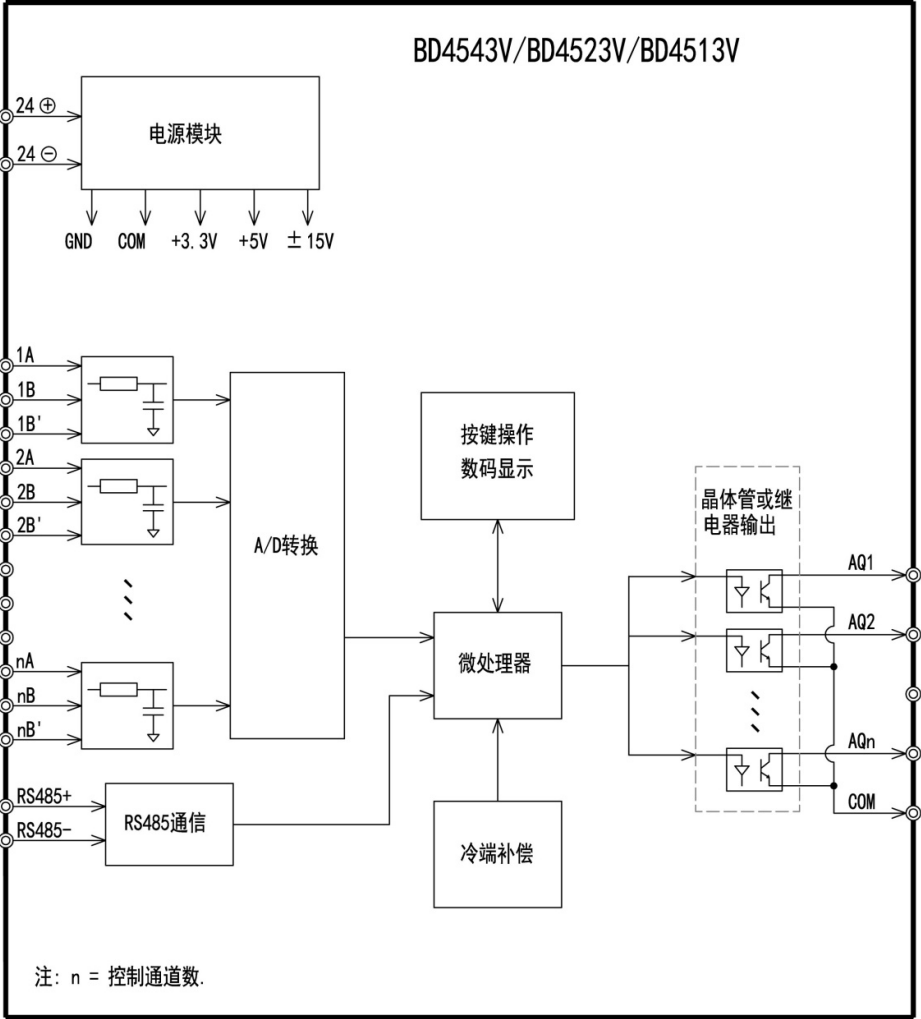 BD4543V/BD4523V/BD4513V
24 ⊕
24 ⊖
电源模块
GND COM +3.3V +5V ±15V
1A
1B
1B'
2A
2B
2B'
nA
nB
nB'
A/D转换
按键操作
数码显示
微处理器
冷端补偿
RS485+
RS485-
RS485通信
晶体管或继
电器输出
AQ1
AQ2
AQn
COM
注: n = 控制通道数.